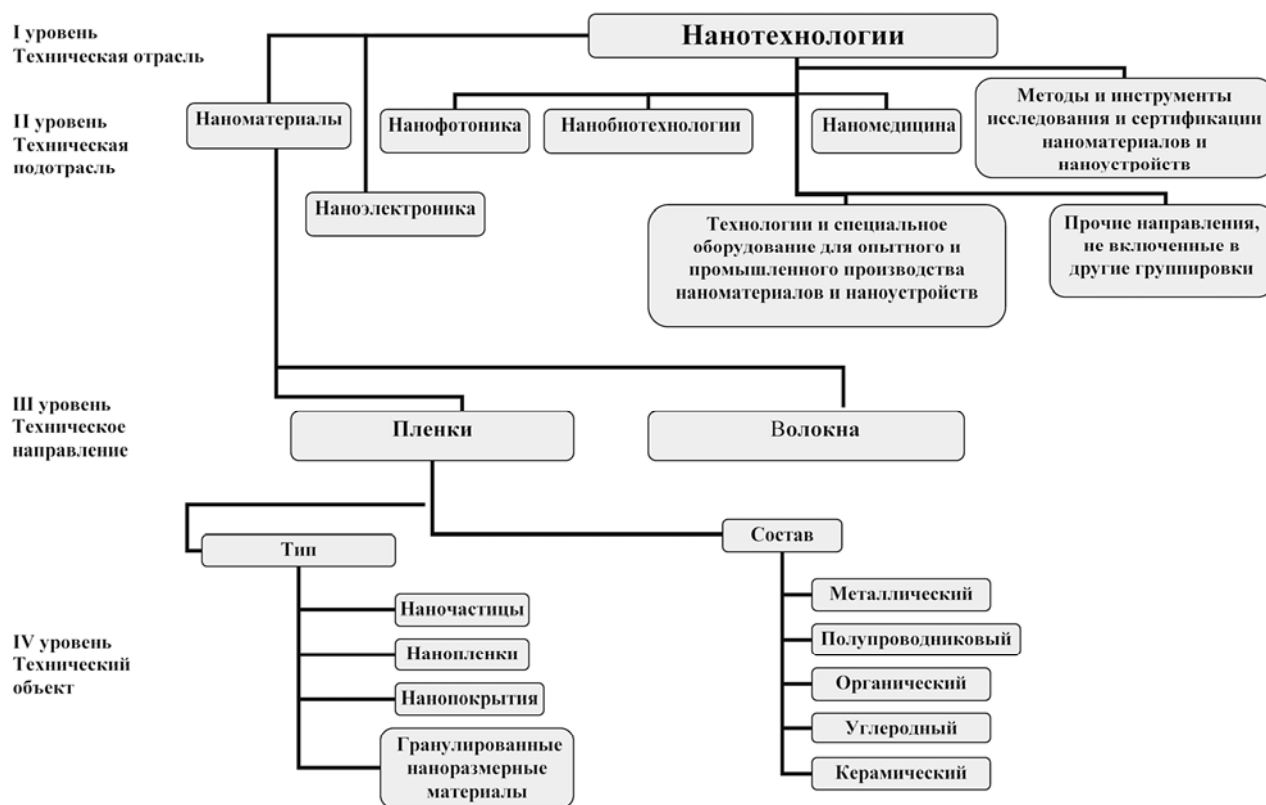 I уровень
Техническая отрасль
Нанотехнологии
II уровень
Техническая
подотрасль
Наноматериалы
Нанофотоника
Нанобиотехнологии
Наномедицина
Методы и инструменты
исследования и сертификации
наноматериалов и
наноустройств
Наноэлектроника
Технологии и специальное
оборудование для опытного и
промышленного производства
наноматериалов и наноустройств
Прочие направления,
не включенные в
другие группировки
III уровень
Техническое
направление
Пленки
Волокна
Тип
Состав
IV уровень
Технический
объект
Наночастицы
Нанопленки
Нанопокрытия
Гранулированные
наноразмерные
материалы
Металлический
Полупроводниковый
Органический
Углеродный
Керамический